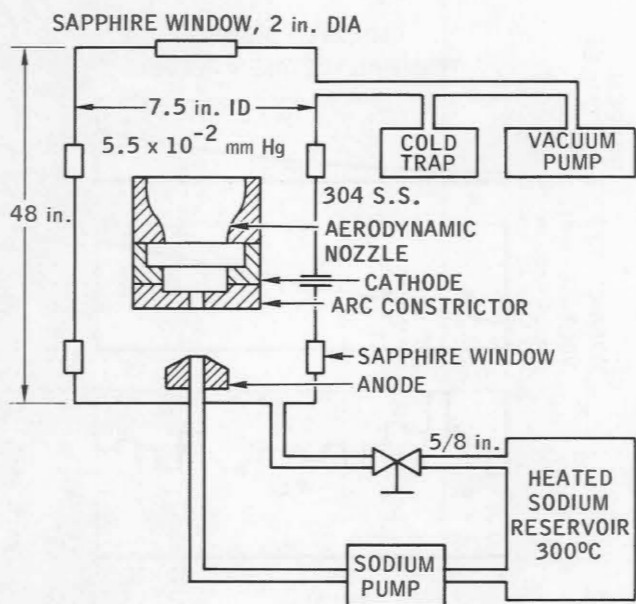 SAPPHIRE WINDOW, 2 in. DIA
7.5 in. ID
5.5 x 10-2 mm Hg
COLD
TRAP
VACUUM
PUMP
304 S.S.
48 in.
AERODYNAMIC
NOZZLE
CATHODE
ARC CONSTRICTOR
SAPPHIRE WINDOW
ANODE
5/8 in.
HEATED
SODIUM
RESERVOIR
300°C
SODIUM
PUMP